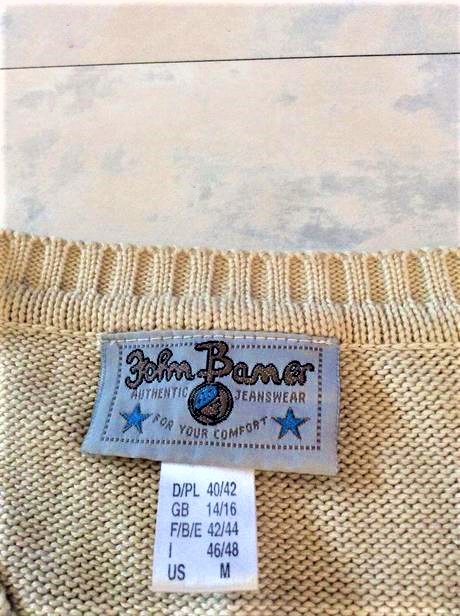 John Baner
AUTHENTIC JEANSWEAR
FOR YOUR COMFORT
D/PL 40/42
GB 14/16
F/B/E 42/44
I 46/48
US M